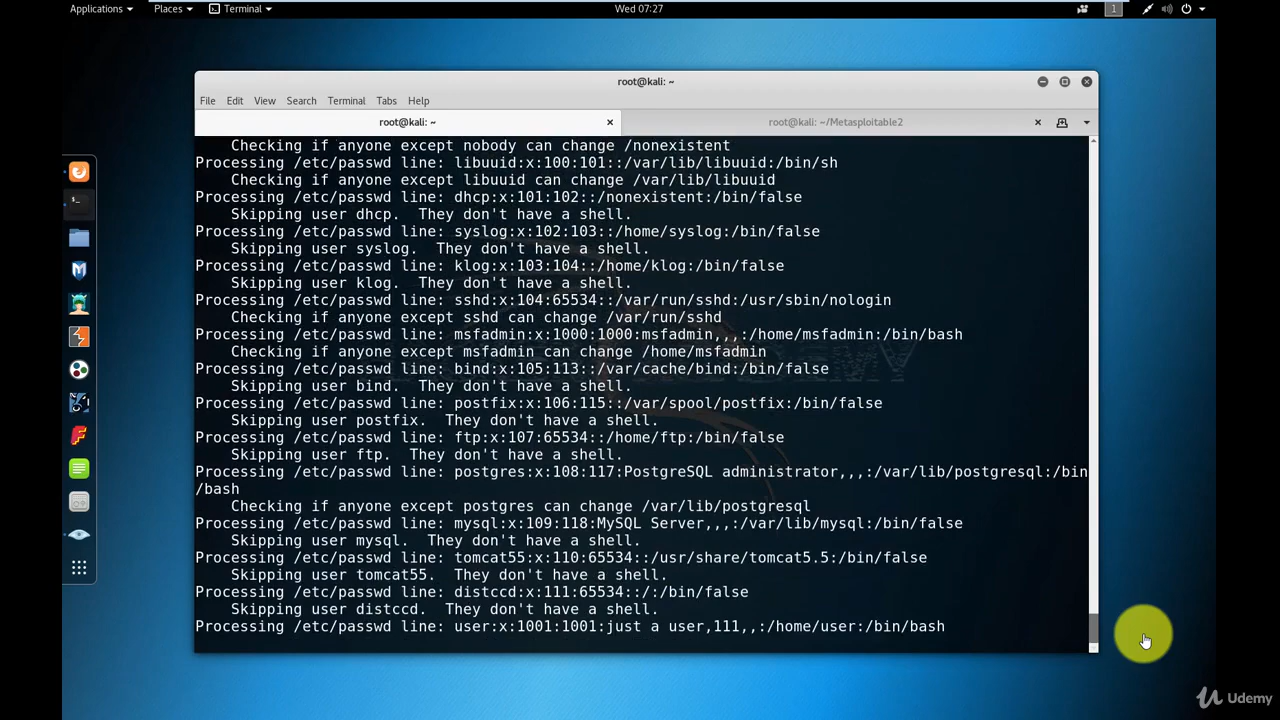 Applications Places Terminal Wed 07:27 1
root@kali: ~
File Edit View Search Terminal Tabs Help
root@kali: ~ root@kali: ~/Metasploitable2
Checking if anyone except nobody can change /nonexistent
Processing /etc/passwd line: libuuid:x:100:101::/var/lib/libuuid:/bin/sh
Checking if anyone except libuuid can change /var/lib/libuuid
Processing /etc/passwd line: dhcp:x:101:102::/nonexistent:/bin/false
Skipping user dhcp.  They don't have a shell.
Processing /etc/passwd line: syslog:x:102:103::/home/syslog:/bin/false
Skipping user syslog.  They don't have a shell.
Processing /etc/passwd line: klog:x:103:104::/home/klog:/bin/false
Skipping user klog.  They don't have a shell.
Processing /etc/passwd line: sshd:x:104:65534::/var/run/sshd:/usr/sbin/nologin
Checking if anyone except sshd can change /var/run/sshd
Processing /etc/passwd line: msfadmin:x:1000:1000:msfadmin,,,:/home/msfadmin:/bin/bash
Checking if anyone except msfadmin can change /home/msfadmin
Processing /etc/passwd line: bind:x:105:113::/var/cache/bind:/bin/false
Skipping user bind.  They don't have a shell.
Processing /etc/passwd line: postfix:x:106:115::/var/spool/postfix:/bin/false
Skipping user postfix.  They don't have a shell.
Processing /etc/passwd line: ftp:x:107:65534::/home/ftp:/bin/false
Skipping user ftp.  They don't have a shell.
Processing /etc/passwd line: postgres:x:108:117:PostgreSQL administrator,,,:/var/lib/postgresql:/bin
/bash
Checking if anyone except postgres can change /var/lib/postgresql
Processing /etc/passwd line: mysql:x:109:118:MySQL Server,,,:/var/lib/mysql:/bin/false
Skipping user mysql.  They don't have a shell.
Processing /etc/passwd line: tomcat55:x:110:65534::/usr/share/tomcat5.5:/bin/false
Skipping user tomcat55.  They don't have a shell.
Processing /etc/passwd line: distccd:x:111:65534::/:/bin/false
Skipping user distccd.  They don't have a shell.
Processing /etc/passwd line: user:x:1001:1001:just a user,111,,:/home/user:/bin/bash
Udemy